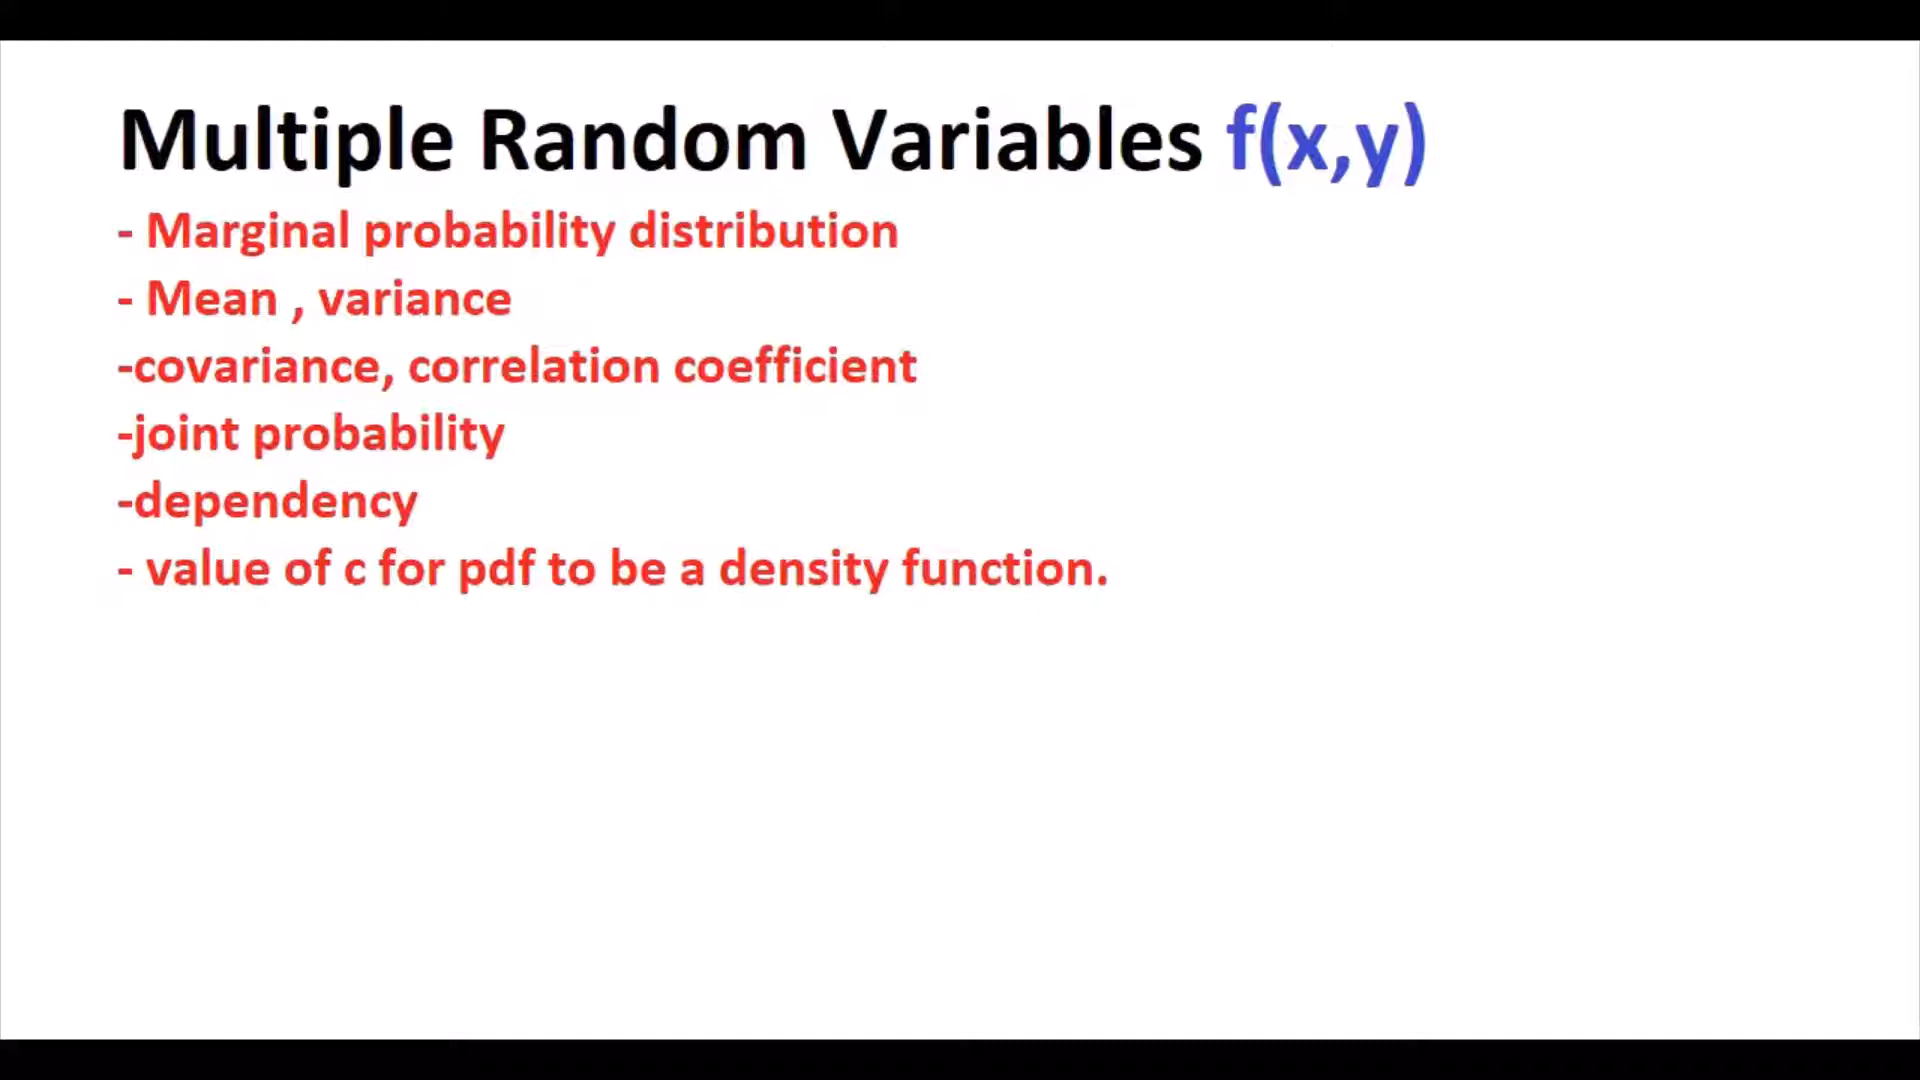 Multiple Random Variables f(x,y)
- Marginal probability distribution
- Mean , variance
-covariance, correlation coefficient
-joint probability
-dependency
- value of c for pdf to be a density function.